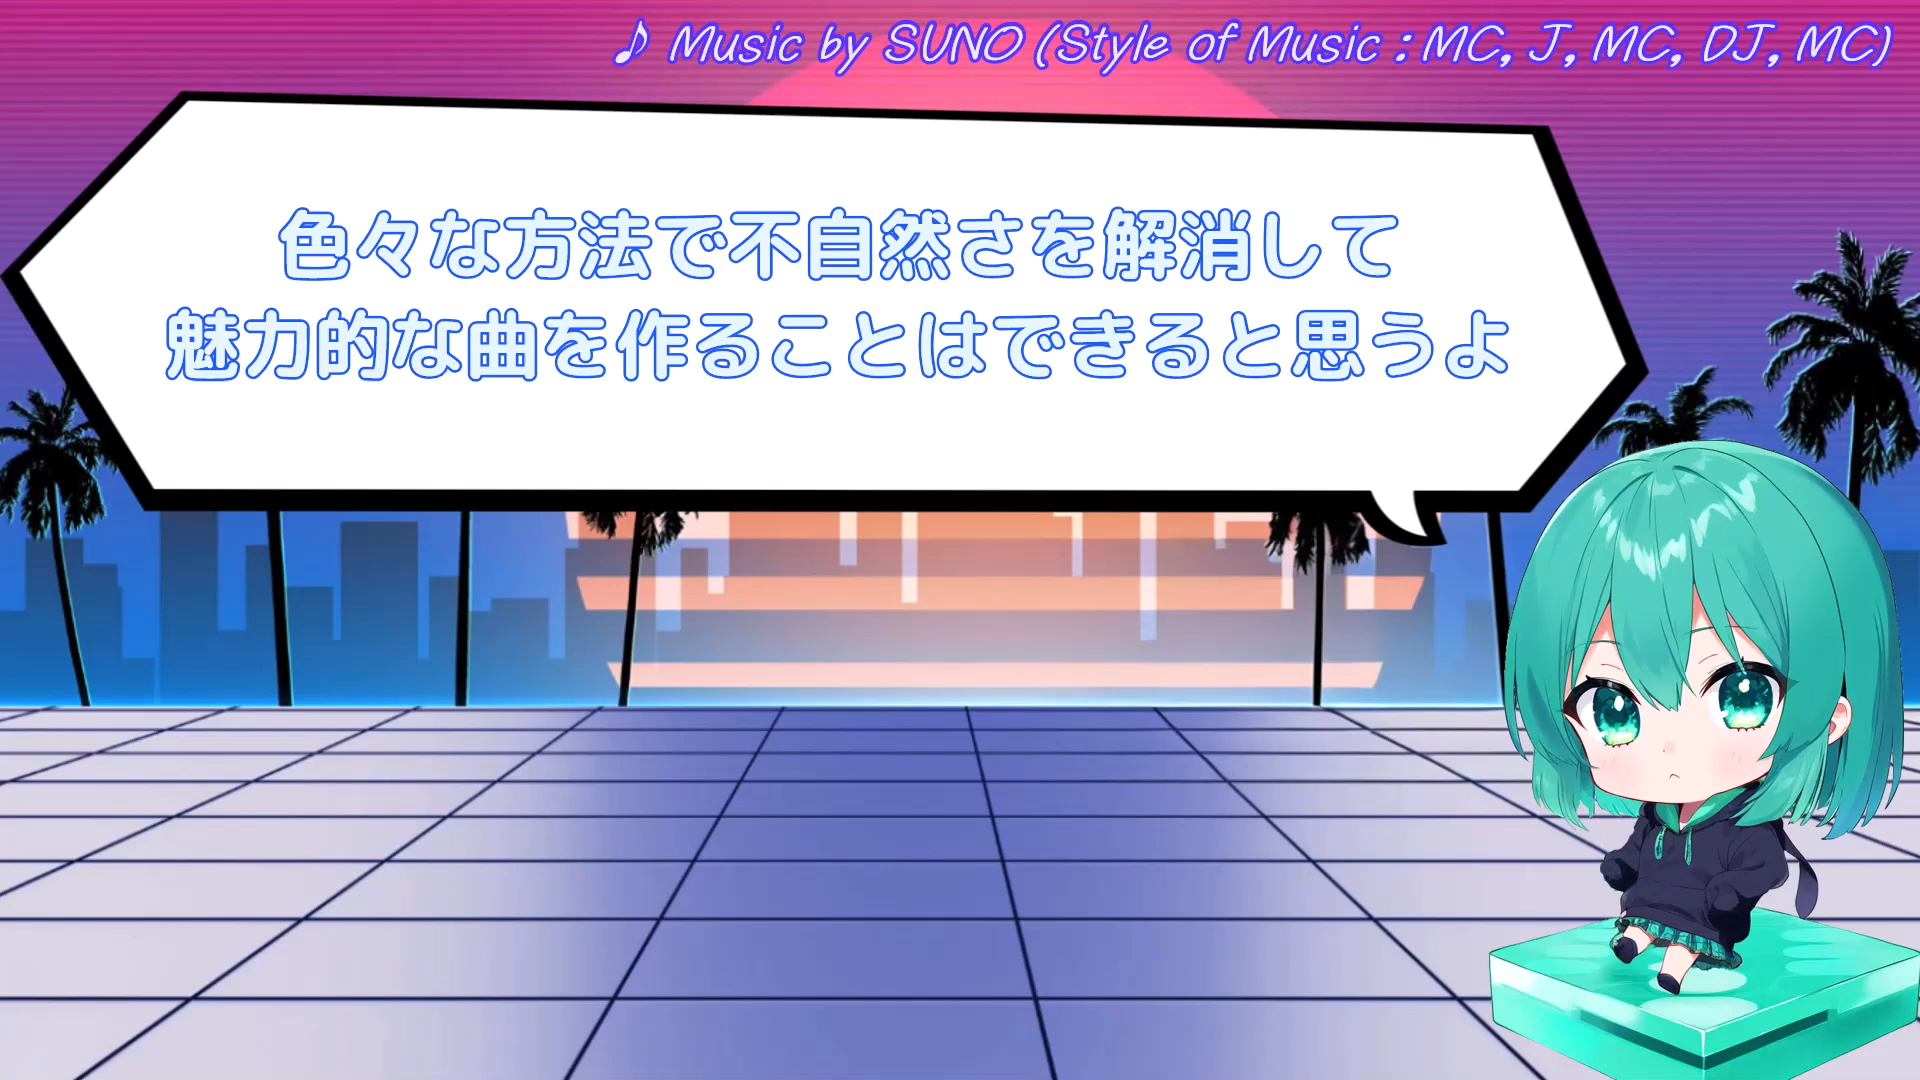 ♪ Music by SUNO (Style of Music : MC, J, MC, DJ, MC)
色々な方法で不自然さを解消して
魅力的な曲を作ることはできると思うよ